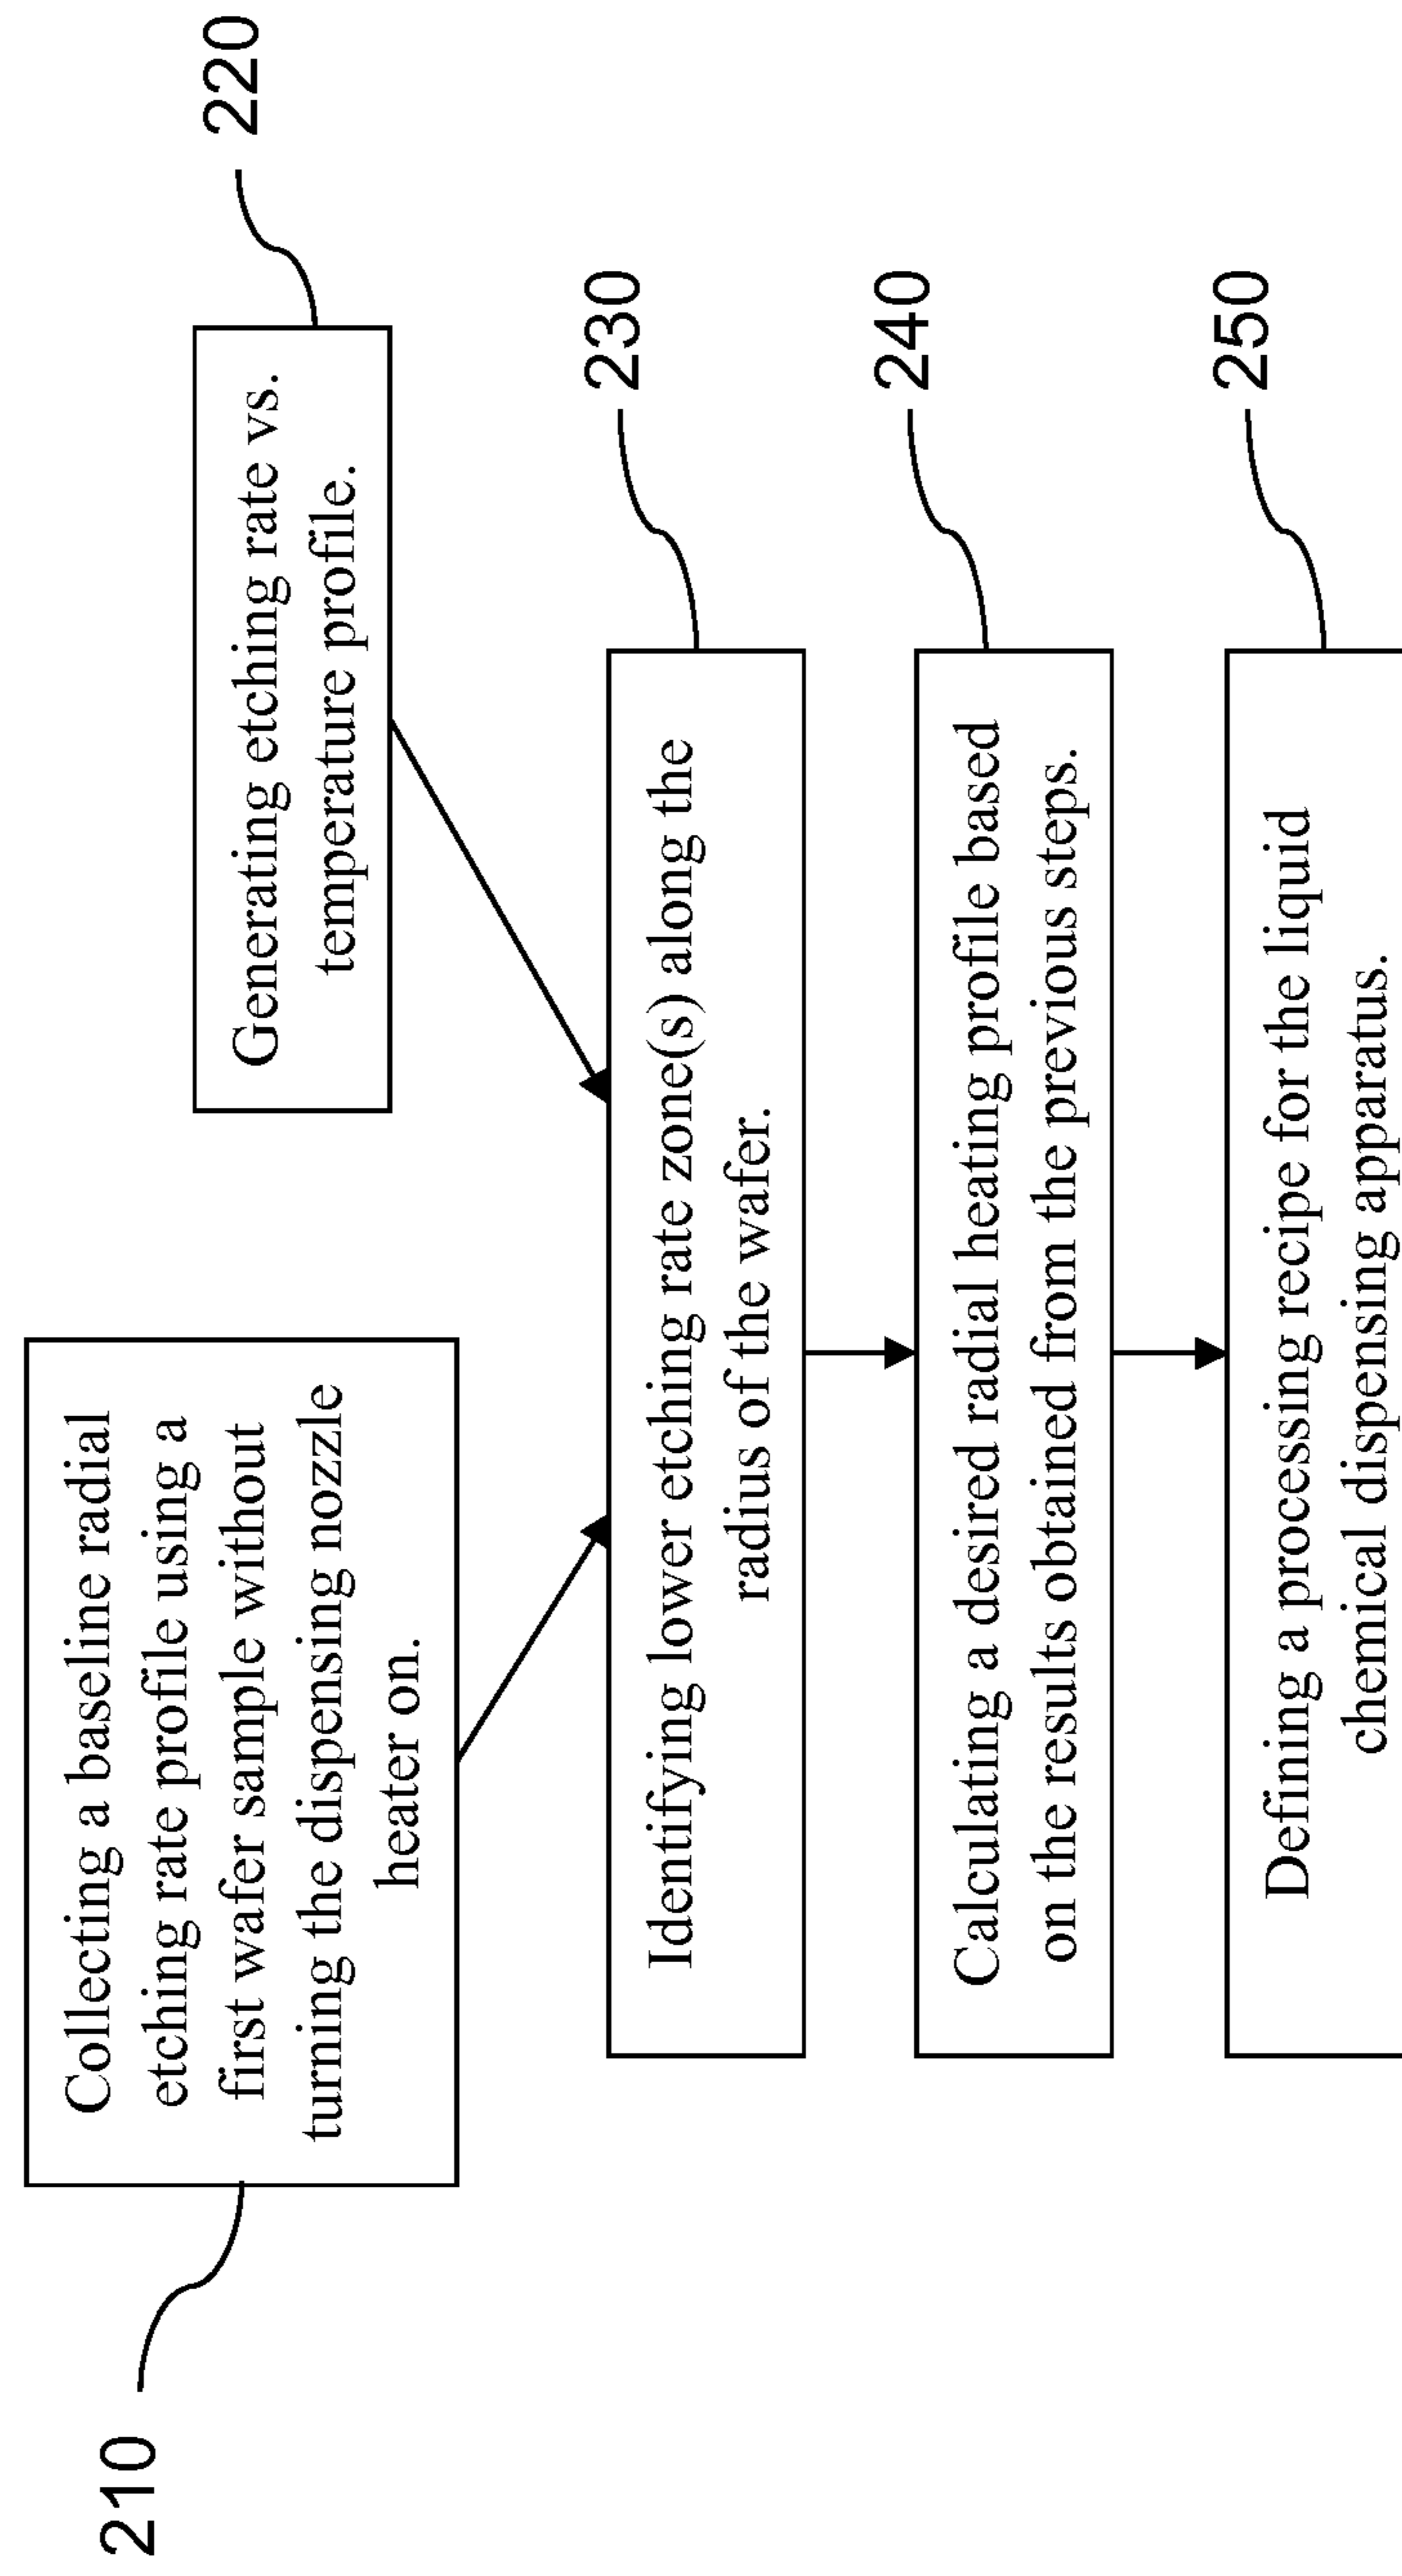 210
Collecting a baseline radial
etching rate profile using a
first wafer sample without
turning the dispensing nozzle
heater on.
Generating etching rate vs.
temperature profile.
220
Identifying lower etching rate zone(s) along the
radius of the wafer.
230
Calculating a desired radial heating profile based
on the results obtained from the previous steps.
240
Defining a processing recipe for the liquid
chemical dispensing apparatus.
250